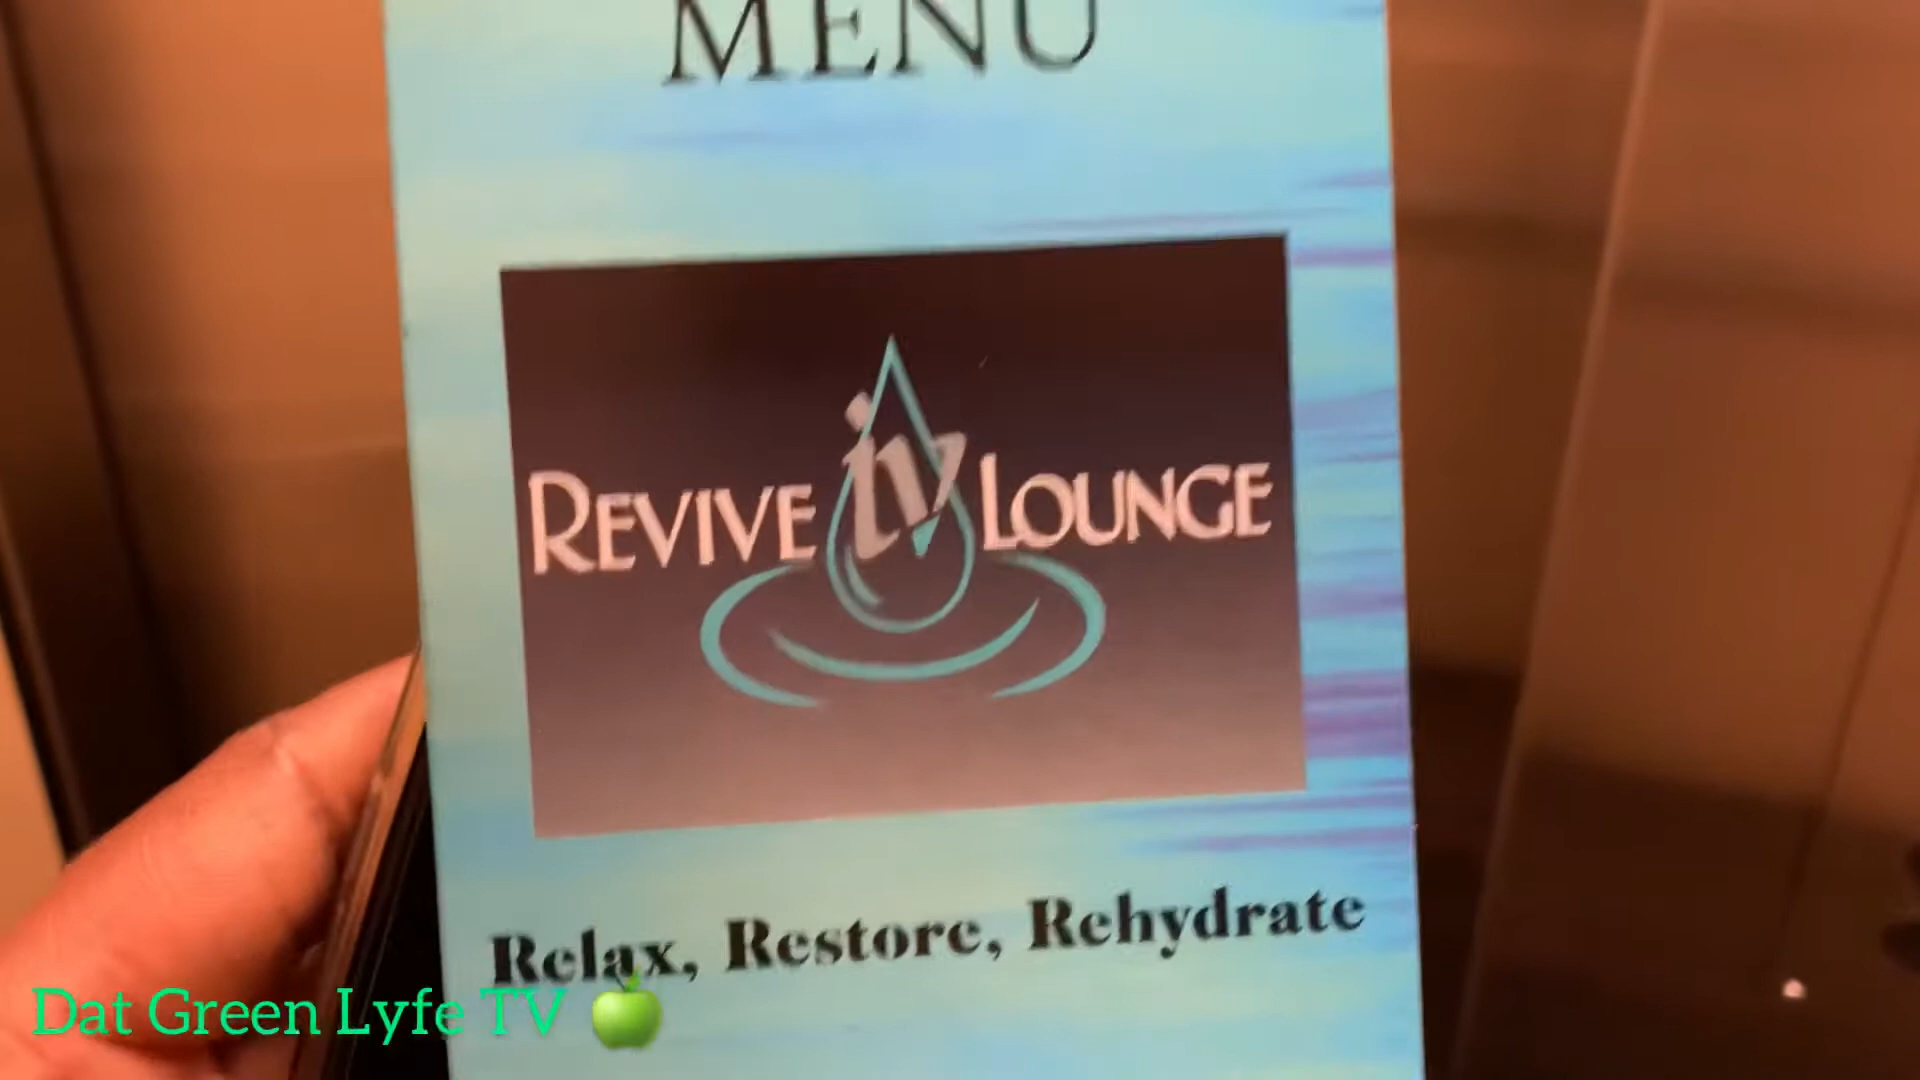 MENU
REVIVE iv LOUNGE
Relax, Restore, Rehydrate
Dat Green Lyfe TV 🍏